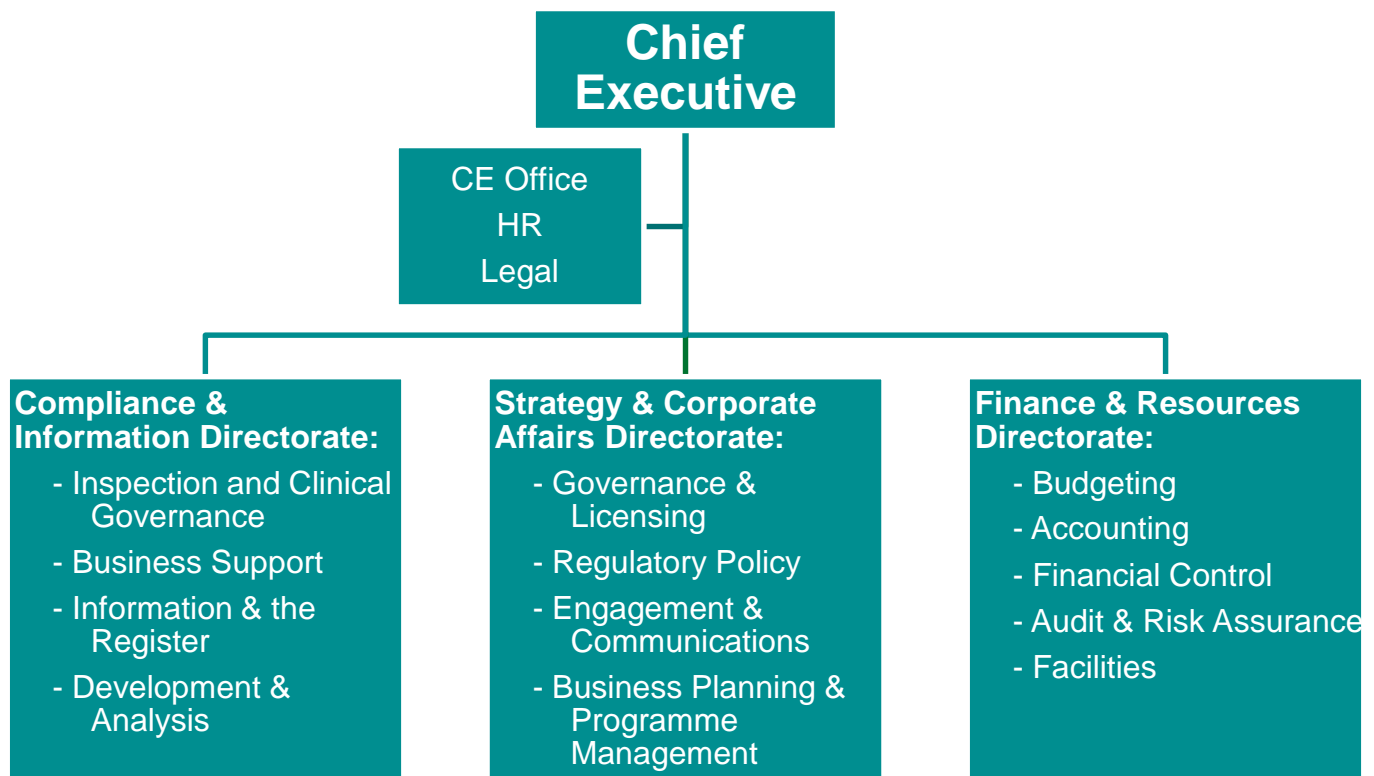 Chief
Executive
CE Office
HR
Legal
Compliance &
Information Directorate:
- Inspection and Clinical
Governance
- Business Support
- Information & the
Register
- Development &
Analysis
Strategy & Corporate
Affairs Directorate:
- Governance &
Licensing
- Regulatory Policy
- Engagement &
Communications
- Business Planning &
Programme
Management
Finance & Resources
Directorate:
- Budgeting
- Accounting
- Financial Control
- Audit & Risk Assurance
- Facilities